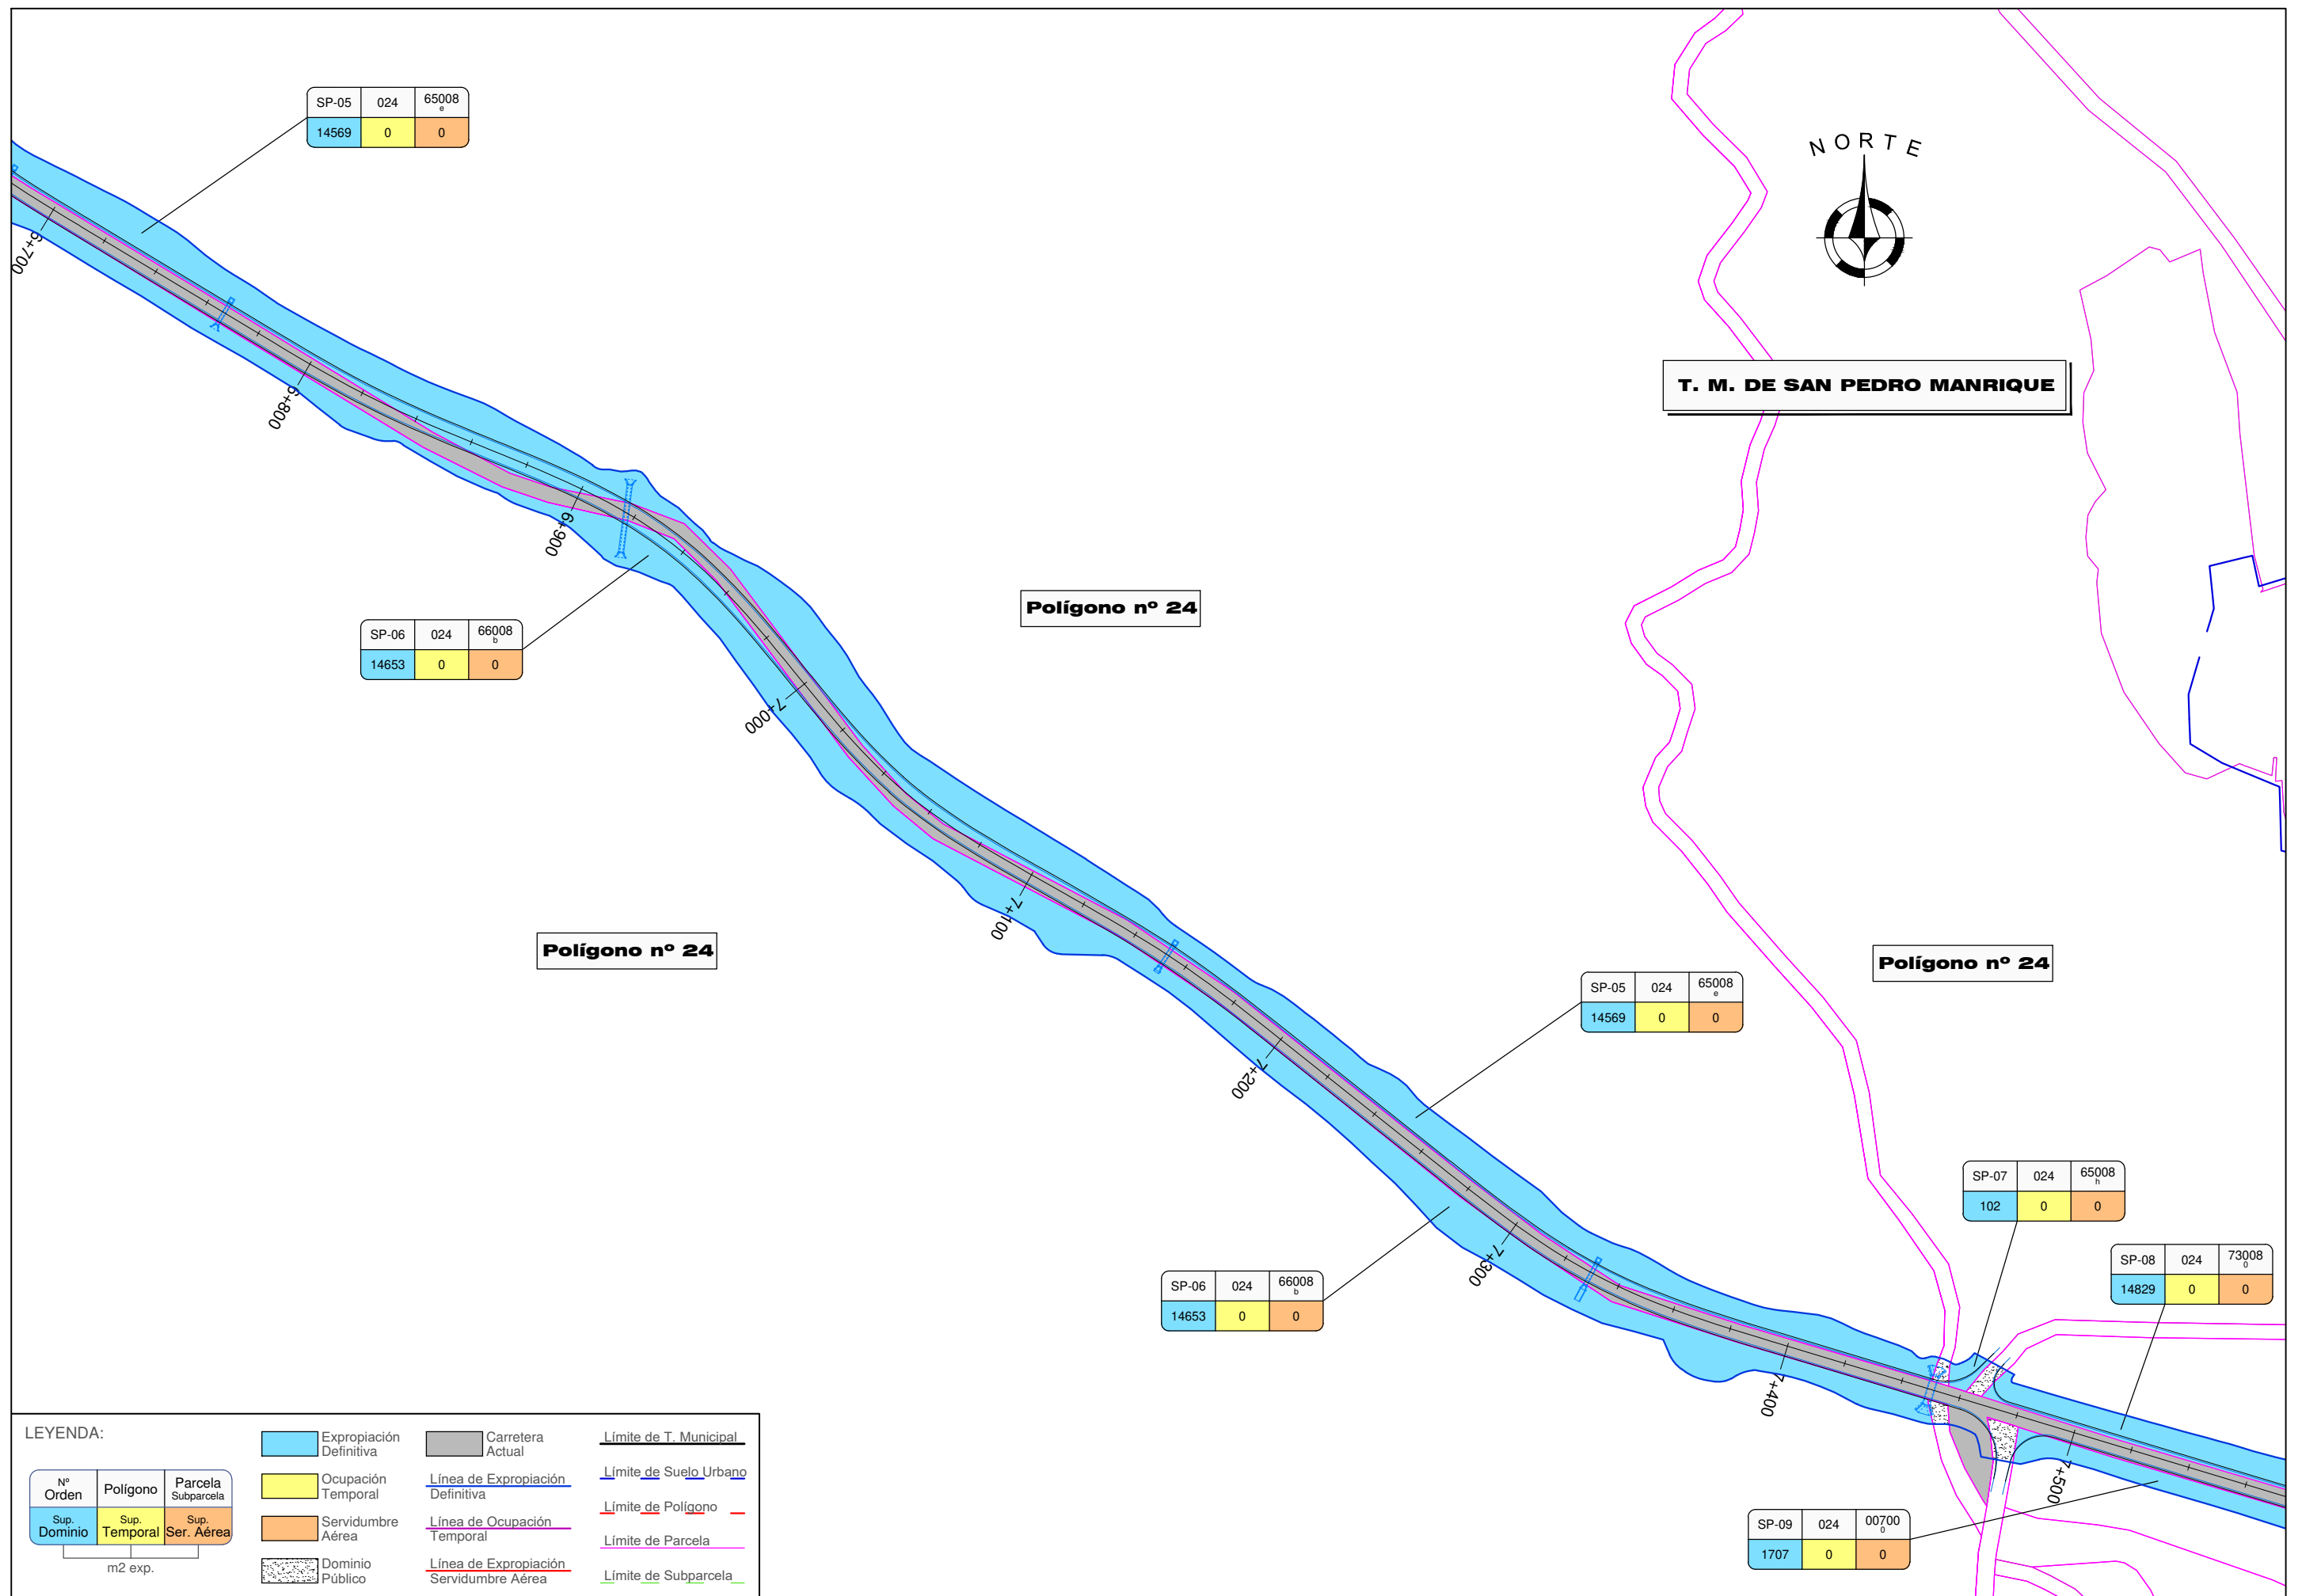 SP-05 024 65008
e
14569 0 0
NORTE
T. M. DE SAN PEDRO MANRIQUE
6+700
6+800
6+900
Polígono nº 24
SP-06 024 66008
b
14653 0 0
7+000
7+100
Polígono nº 24
Polígono nº 24
SP-05 024 65008
e
14569 0 0
7+200
SP-07 024 65008
h
102 0 0
7+300
SP-06 024 66008
b
14653 0 0
SP-08 024 73008
0
14829 0 0
7+400
7+500
SP-09 024 00700
0
1707 0 0
LEYENDA:
Nº
Orden
Polígono
Parcela
Subparcela
Sup.
Dominio
Sup.
Temporal
Sup.
Ser. Aérea
m2 exp.
Expropiación
Definitiva
Ocupación
Temporal
Servidumbre
Aérea
Dominio
Público
Carretera
Actual
Línea de Expropiación
Definitiva
Línea de Ocupación
Temporal
Línea de Expropiación
Servidumbre Aérea
Límite de T. Municipal
Límite de Suelo Urbano
Límite de Polígono
Límite de Parcela
Límite de Subparcela